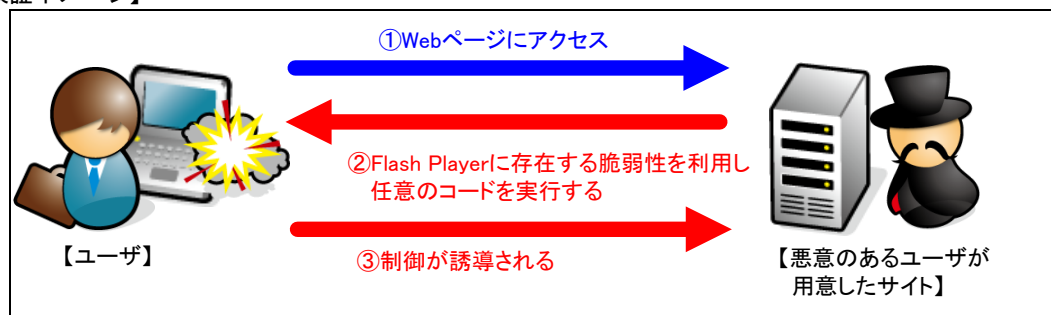 ①Webページにアクセス
②Flash Playerに存在する脆弱性を利用し
任意のコードを実行する
③制御が誘導される
【ユーザ】
【悪意のあるユーザが
用意したサイト】